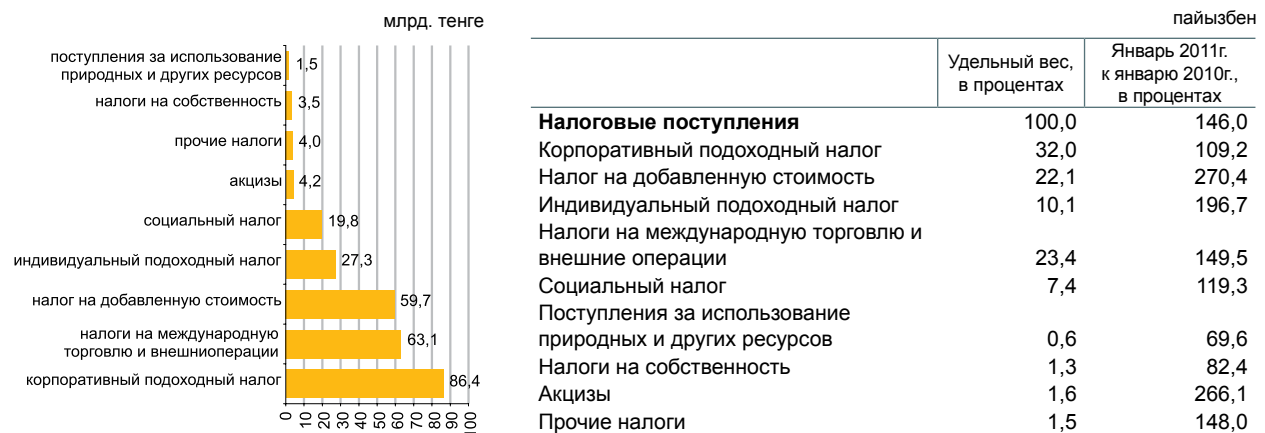 млрд. тенге
поступления за использование
природных и других ресурсов
1,5
налоги на собственность
3,5
прочие налоги
4,0
акцизы
4,2
социальный налог
19,8
индивидуальный подоходный налог
27,3
налог на добавленную стоимость
59,7
налоги на международную
торговлю и внешниоперации
63,1
корпоративный подоходный налог
86,4
0 10 20 30 40 50 60 70 80 90 100
пайызбен
Удельный вес,
в процентах
Январь 2011г.
к январю 2010г.,
в процентах
Налоговые поступления 100,0 146,0
Корпоративный подоходный налог 32,0 109,2
Налог на добавленную стоимость 22,1 270,4
Индивидуальный подоходный налог 10,1 196,7
Налоги на международную торговлю и
внешние операции 23,4 149,5
Социальный налог 7,4 119,3
Поступления за использование
природных и других ресурсов 0,6 69,6
Налоги на собственность 1,3 82,4
Акцизы 1,6 266,1
Прочие налоги 1,5 148,0